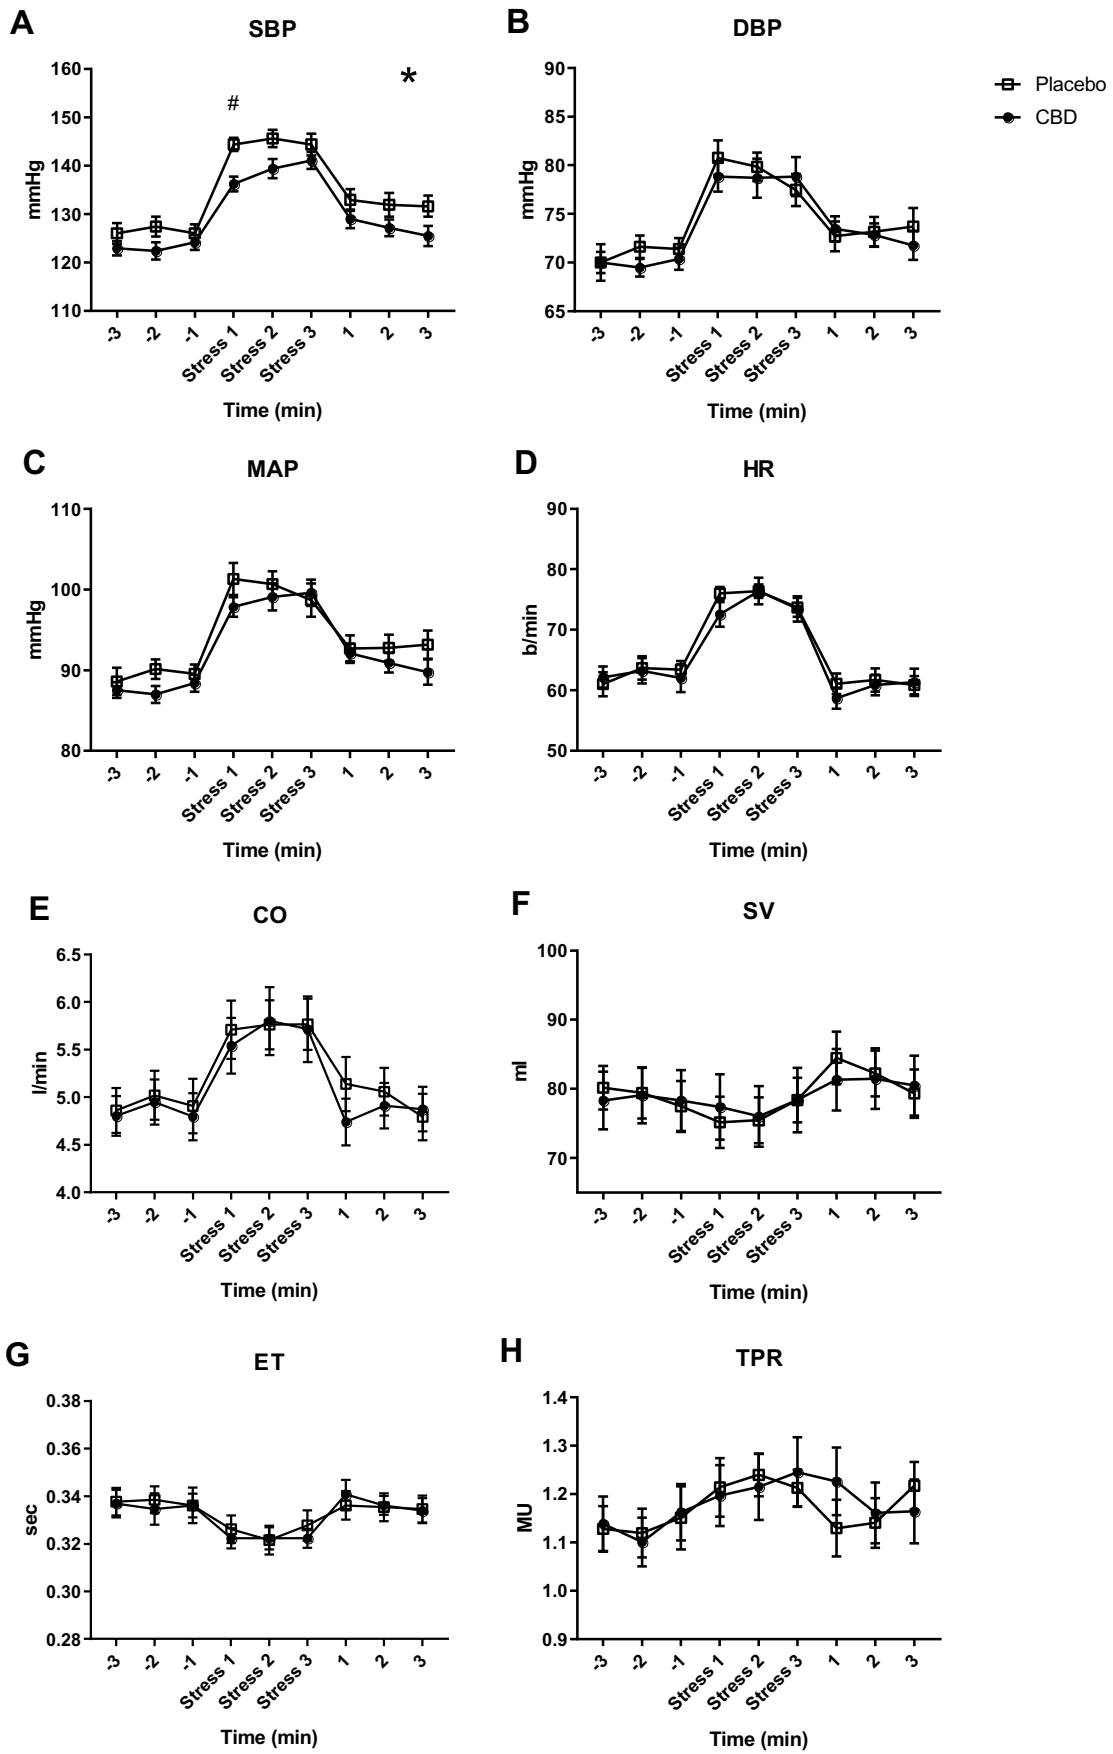 A
SBP
160
150
140
130
120
110
mmHg
#
*
-3 -2 -1 Stress 1 Stress 2 Stress 3 1 2 3
Time (min)
B
DBP
90
85
80
75
70
65
mmHg
-3 -2 -1 Stress 1 Stress 2 Stress 3 1 2 3
Time (min)
Placebo
CBD
C
MAP
110
100
90
80
mmHg
-3 -2 -1 Stress 1 Stress 2 Stress 3 1 2 3
Time (min)
D
HR
90
80
70
60
50
b/min
-3 -2 -1 Stress 1 Stress 2 Stress 3 1 2 3
Time (min)
E
CO
6.5
6.0
5.5
5.0
4.5
4.0
l/min
-3 -2 -1 Stress 1 Stress 2 Stress 3 1 2 3
Time (min)
F
SV
100
90
80
70
ml
-3 -2 -1 Stress 1 Stress 2 Stress 3 1 2 3
Time (min)
G
ET
0.38
0.36
0.34
0.32
0.30
0.28
sec
-3 -2 -1 Stress 1 Stress 2 Stress 3 1 2 3
Time (min)
H
TPR
1.4
1.3
1.2
1.1
1.0
0.9
MU
-3 -2 -1 Stress 1 Stress 2 Stress 3 1 2 3
Time (min)